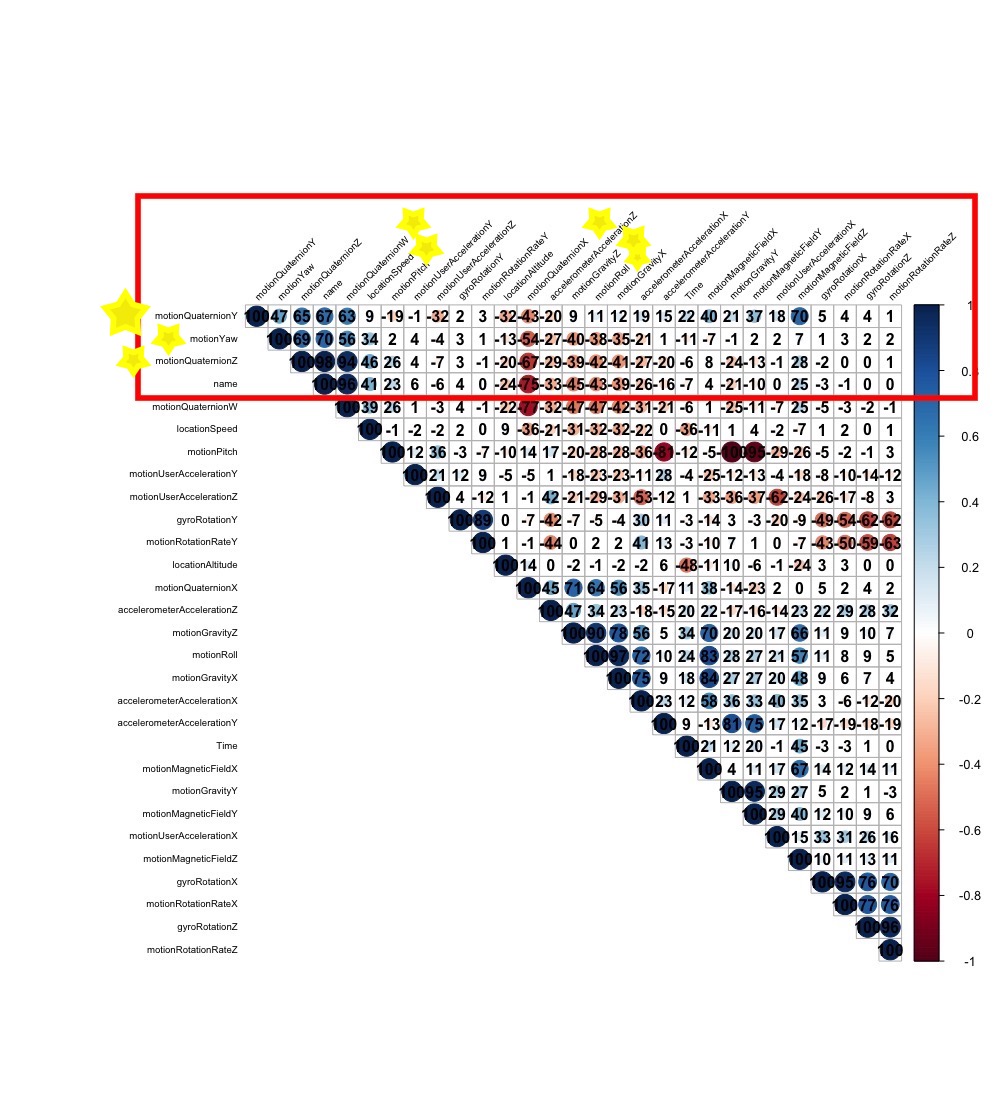 motionQuaternionY
motionYaw
motionQuaternionZ
name
motionQuaternionW
locationSpeed
motionPitch
motionUserAccelerationY
motionUserAccelerationZ
gyroRotationY
motionRotationRateY
locationAltitude
motionQuaternionX
accelerometerAccelerationZ
motionGravityZ
motionRoll
motionGravityX
accelerometerAccelerationX
accelerometerAccelerationY
Time
motionMagneticFieldX
motionGravityY
motionMagneticFieldY
motionUserAccelerationX
motionMagneticFieldZ
gyroRotationX
motionRotationRateX
gyroRotationZ
motionRotationRateZ
motionQuaternionY 100 47 65 67 63 9 -19 -1 -32 2 3 -32 -43 -20 9 11 12 19 15 22 40 21 37 18 70 5 4 4 1
motionYaw 100 69 70 56 34 2 4 -4 3 1 -13 -54 -27 -40 -38 -35 -21 1 -11 -7 -1 2 2 7 1 3 2 2
motionQuaternionZ 100 98 94 46 26 4 -7 3 -1 -20 -67 -29 -39 -42 -41 -27 -20 -6 8 -24 -13 -1 28 -2 0 0 1
name 100 96 41 23 6 -6 4 0 -24 -75 -33 -45 -43 -39 -26 -16 -7 4 -21 -10 0 25 -3 -1 0 0
motionQuaternionW 100 39 26 1 -3 4 -1 -22 -77 -32 -47 -47 -42 -31 -21 -6 1 -25 -11 -7 25 -5 -3 -2 -1
locationSpeed 100 -1 -2 -2 2 0 9 -36 -21 -31 -32 -32 -22 0 -36 -11 1 4 -2 -7 1 2 0 1
motionPitch 100 12 36 -3 -7 -10 14 17 -20 -28 -28 -36 -81 -12 -5 -100 -95 -29 -26 -5 -2 -1 3
motionUserAccelerationY 100 21 12 9 -5 -5 1 -18 -23 -23 -11 28 -4 -25 -12 -13 -4 -18 -8 -10 -14 -12
motionUserAccelerationZ 100 4 -12 1 -1 42 -21 -29 -31 -53 -12 1 -33 -36 -37 -62 -24 -26 -17 -8 3
gyroRotationY 100 89 0 -7 -42 -7 -5 -4 30 11 -3 -14 3 -3 -20 -9 -49 -54 -62 -62
motionRotationRateY 100 1 -1 -44 0 2 2 41 13 -3 -10 7 1 0 -7 -43 -50 -59 -63
locationAltitude 100 14 0 -2 -1 -2 -2 6 -48 -11 10 -6 -1 -24 3 3 0 0
motionQuaternionX 100 45 71 64 56 35 -17 11 38 -14 -23 2 0 5 2 4 2
accelerometerAccelerationZ 100 47 34 23 -18 -15 20 22 -17 -16 -14 23 22 29 28 32
motionGravityZ 100 90 78 56 5 34 70 20 20 17 66 11 9 10 7
motionRoll 100 97 72 10 24 83 28 27 21 57 11 8 9 5
motionGravityX 100 75 9 18 84 27 27 20 48 9 6 7 4
accelerometerAccelerationX 100 23 12 58 36 33 40 35 3 -6 -12 -20
accelerometerAccelerationY 100 9 -13 81 75 17 12 -17 -19 -18 -19
Time 100 21 12 20 -1 45 -3 -3 1 0
motionMagneticFieldX 100 4 11 17 67 14 12 14 11
motionGravityY 100 95 29 27 5 2 1 -3
motionMagneticFieldY 100 29 40 12 10 9 6
motionUserAccelerationX 100 15 33 31 26 16
motionMagneticFieldZ 100 10 11 13 11
gyroRotationX 100 95 76 70
motionRotationRateX 100 77 76
gyroRotationZ 100 96
motionRotationRateZ 100
1
0.6
0.4
0.2
0
-0.2
-0.4
-0.6
-0.8
-1